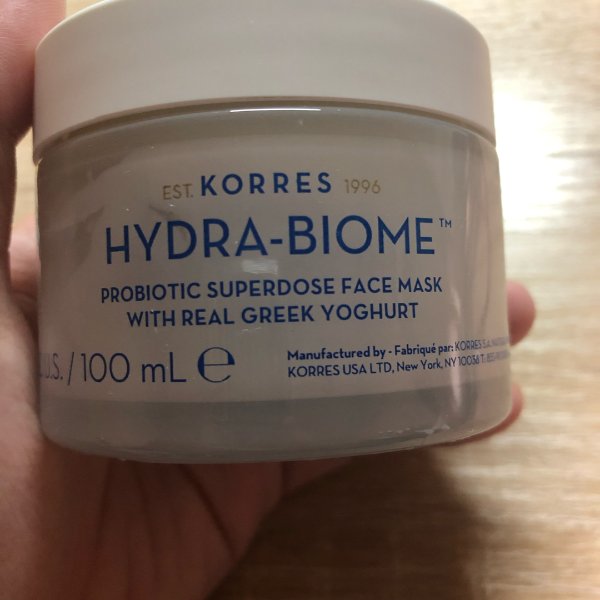 EST. KORRES 1996
HYDRA-BIOME™
PROBIOTIC SUPERDOSE FACE MASK
WITH REAL GREEK YOGHURT
U.S. / 100 mL ℮
Manufactured by - Fabriqué par: KORRES S.A.
KORRES USA LTD, New York, NY 10036 T: